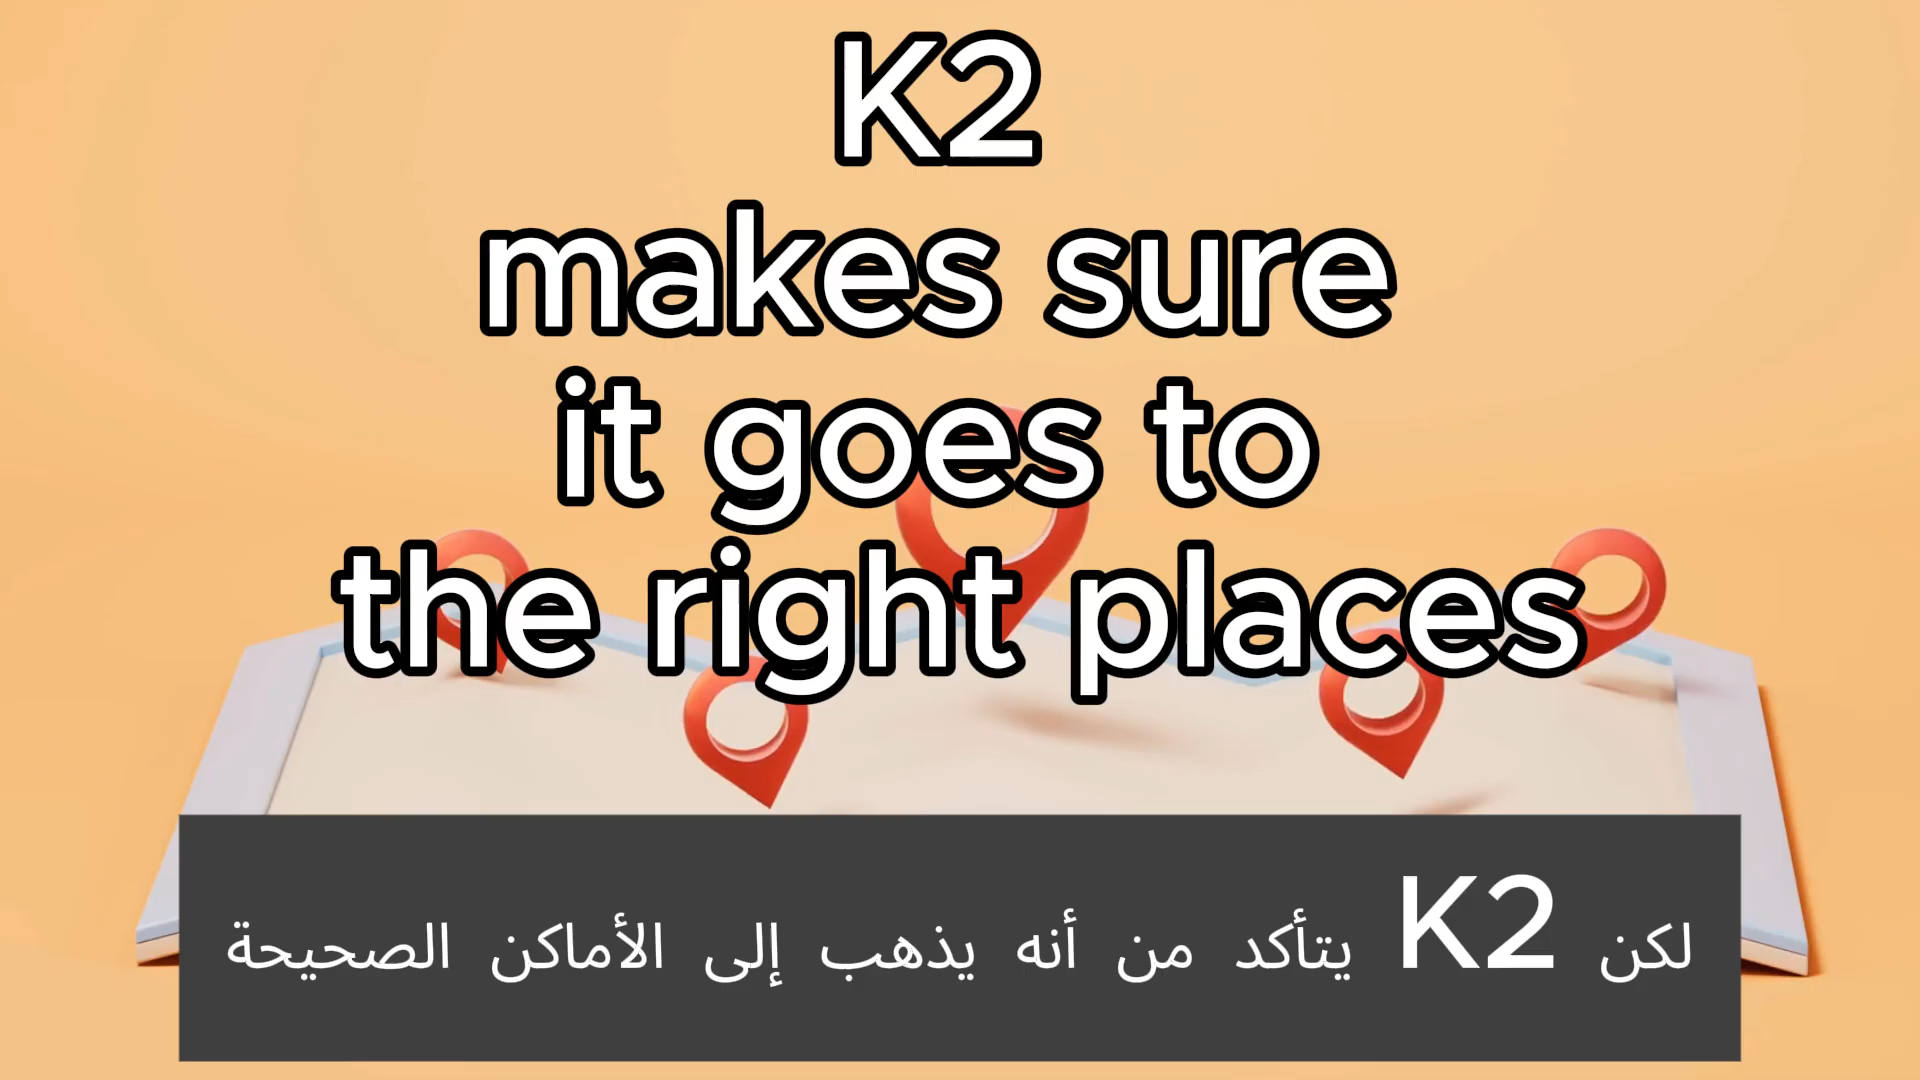 K2
makes sure
it goes to
the right places
لكن K2 يتأكد من أنه يذهب إلى الأماكن الصحيحة